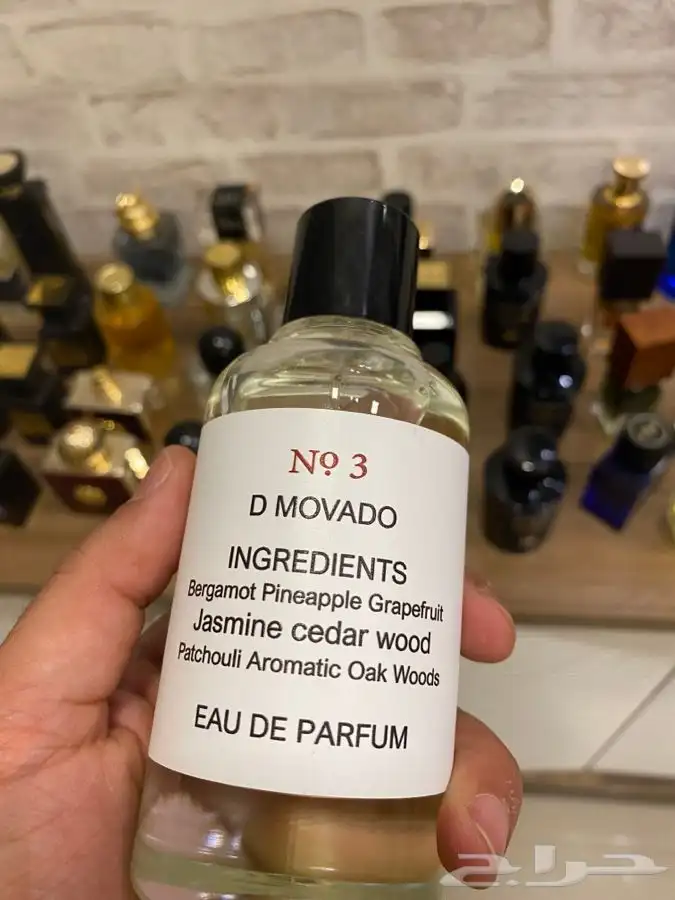 Nº 3
D MOVADO
INGREDIENTS
Bergamot Pineapple Grapefruit
Jasmine cedar wood
Patchouli Aromatic Oak Woods
EAU DE PARFUM
حراج